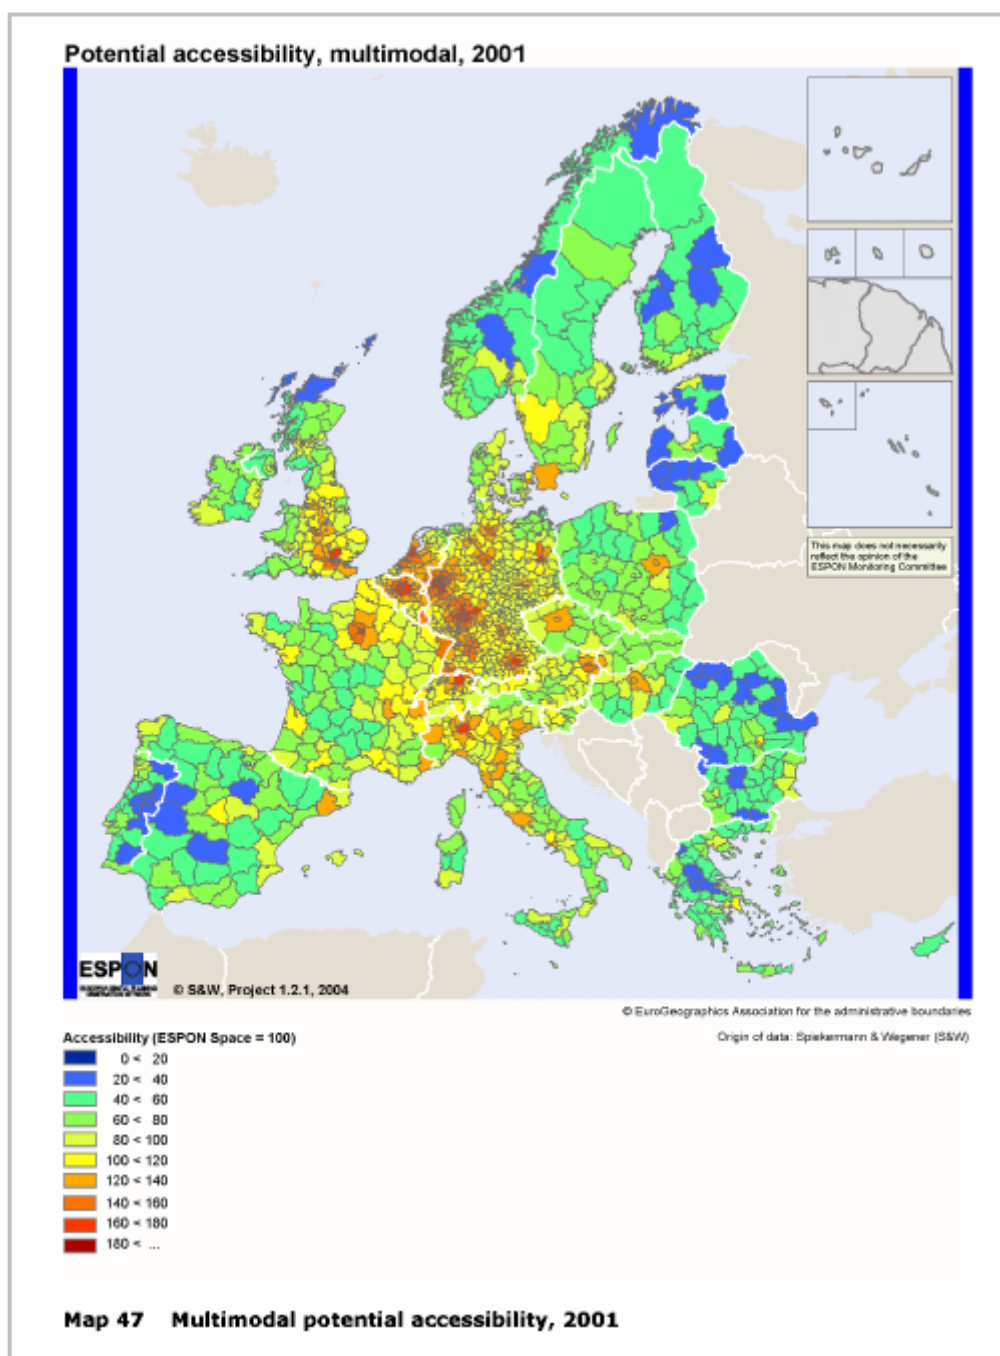 Potential accessibility, multimodal, 2001
This map does not necessarily
reflect the opinion of the
ESPON Monitoring Committee
ESPON
© S&W, Project 1.2.1, 2004
© EuroGeographics Association for the administrative boundaries
Origin of data: Spiekermann & Wegener (S&W)
Accessibility (ESPON Space = 100)
0 < 20
20 < 40
40 < 60
60 < 80
80 < 100
100 < 120
120 < 140
140 < 160
160 < 180
180 < ...
Map 47 Multimodal potential accessibility, 2001